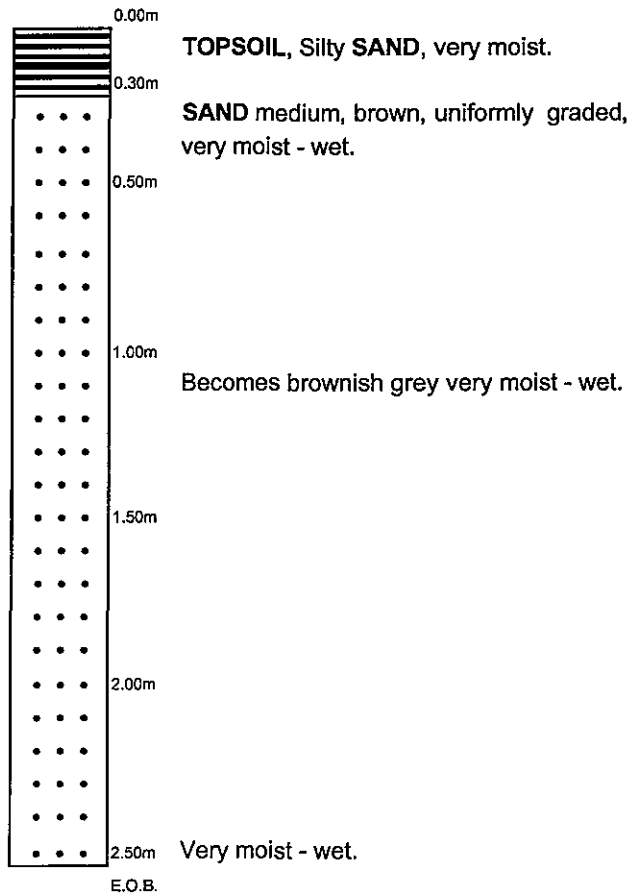 0.00m
TOPSOIL, Silty SAND, very moist.
0.30m
SAND medium, brown, uniformly graded,
very moist - wet.
0.50m
1.00m
Becomes brownish grey very moist - wet.
1.50m
2.00m
2.50m Very moist - wet.
E.O.B.